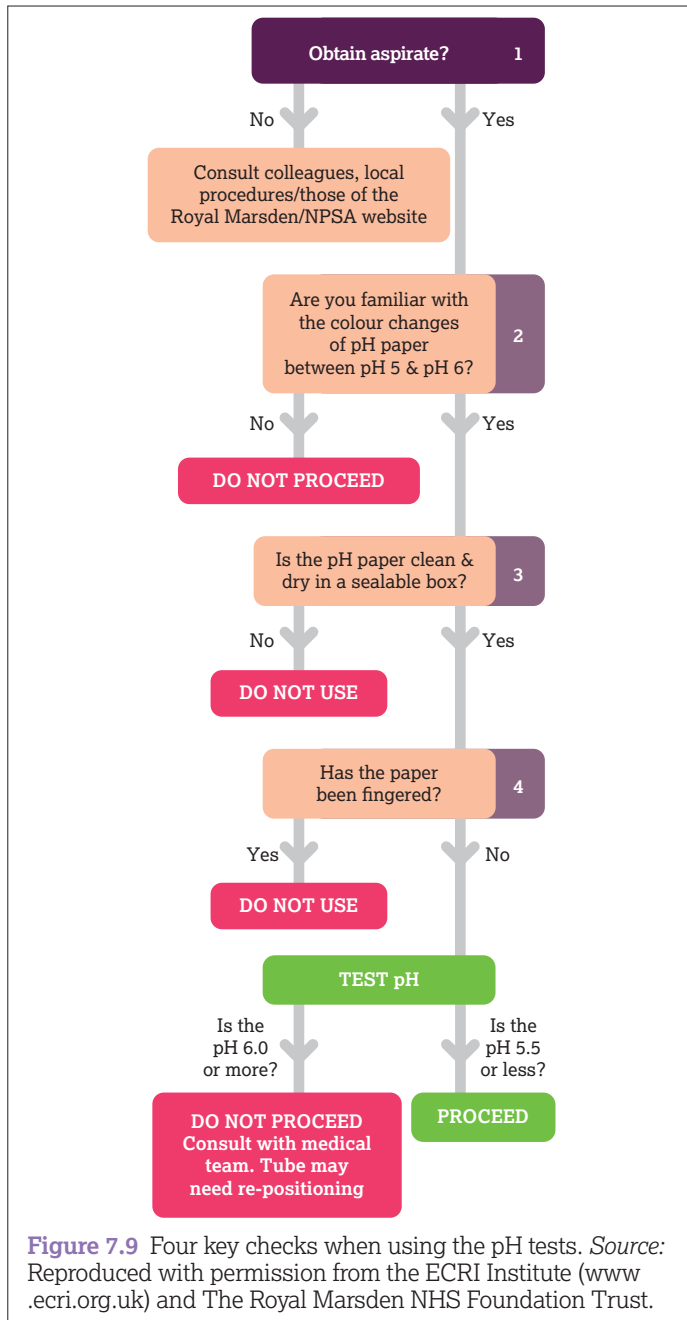 Obtain aspirate? 1
No Yes
Consult colleagues, local
procedures/those of the
Royal Marsden/NPSA website
Are you familiar with
the colour changes
of pH paper
between pH 5 & pH 6?
2
No Yes
DO NOT PROCEED
Is the pH paper clean &
dry in a sealable box?
3
No Yes
DO NOT USE
Has the paper
been fingered?
4
Yes No
DO NOT USE
TEST pH
Is the
pH 6.0
or more?
Is the
pH 5.5
or less?
DO NOT PROCEED
Consult with medical
team. Tube may
need re-positioning
PROCEED
Figure 7.9 Four key checks when using the pH tests. Source:
Reproduced with permission from the ECRI Institute (www
.ecri.org.uk) and The Royal Marsden NHS Foundation Trust.